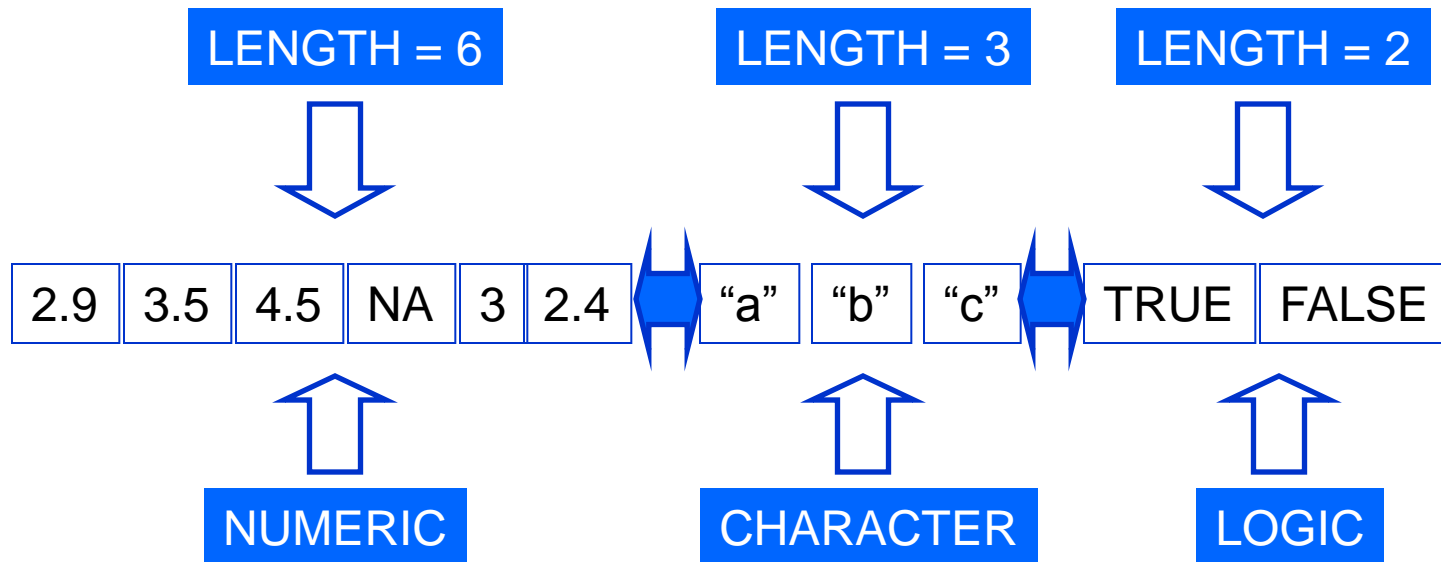 LENGTH = 6 LENGTH = 3 LENGTH = 2
2.9 3.5 4.5 NA 3 2.4 “a” “b” “c” TRUE FALSE
NUMERIC CHARACTER LOGIC